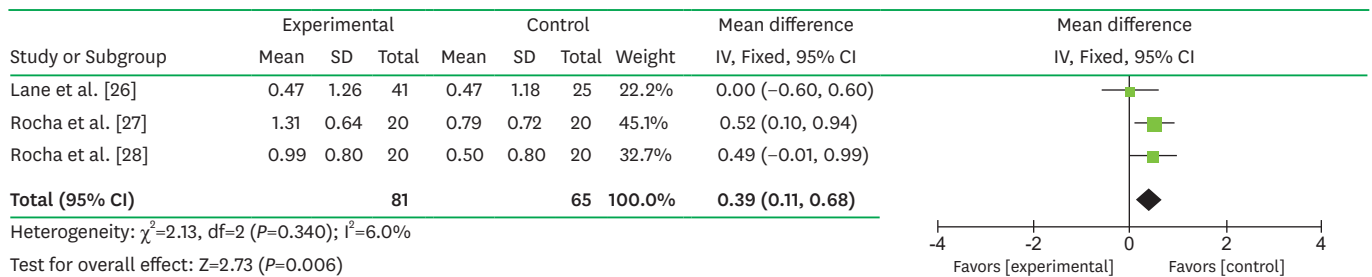 Experimental Control Mean difference Mean difference
Study or Subgroup Mean SD Total Mean SD Total Weight IV, Fixed, 95% CI IV, Fixed, 95% CI
Lane et al. [26] 0.47 1.26 41 0.47 1.18 25 22.2% 0.00 (−0.60, 0.60)
Rocha et al. [27] 1.31 0.64 20 0.79 0.72 20 45.1% 0.52 (0.10, 0.94)
Rocha et al. [28] 0.99 0.80 20 0.50 0.80 20 32.7% 0.49 (−0.01, 0.99)
Total (95% CI) 81 65 100.0% 0.39 (0.11, 0.68)
Heterogeneity: χ²=2.13, df=2 (P=0.340); I²=6.0%
-4 -2 0 2 4
Test for overall effect: Z=2.73 (P=0.006) Favors [experimental] Favors [control]